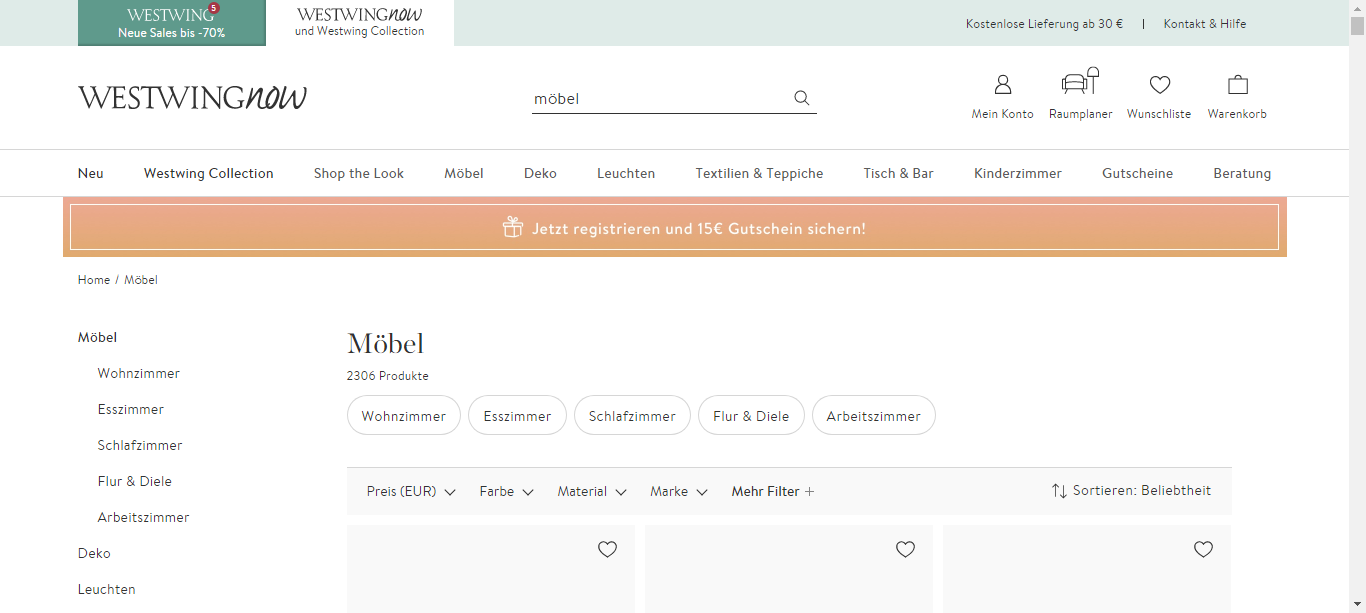 WESTWING 5
Neue Sales bis -70%
WESTWINGnow
und Westwing Collection
Kostenlose Lieferung ab 30 € | Kontakt & Hilfe
WESTWINGnow
möbel
Mein Konto
Raumplaner
Wunschliste
Warenkorb
Neu
Westwing Collection
Shop the Look
Möbel
Deko
Leuchten
Textilien & Teppiche
Tisch & Bar
Kinderzimmer
Gutscheine
Beratung
Jetzt registrieren und 15€ Gutschein sichern!
Home / Möbel
Möbel
Wohnzimmer
Esszimmer
Schlafzimmer
Flur & Diele
Arbeitszimmer
Deko
Leuchten
Möbel
2306 Produkte
Wohnzimmer
Esszimmer
Schlafzimmer
Flur & Diele
Arbeitszimmer
Preis (EUR)
Farbe
Material
Marke
Mehr Filter +
Sortieren: Beliebtheit